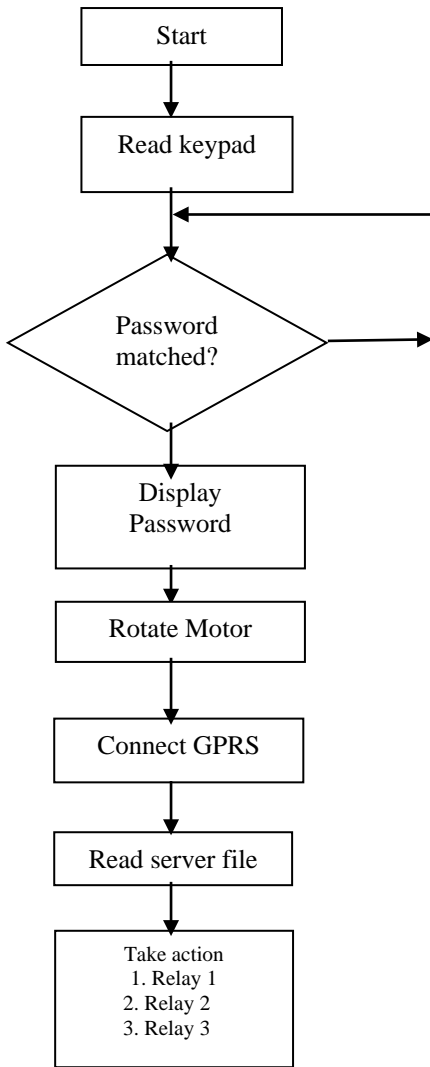 Start
Read keypad
Password
matched?
Display
Password
Rotate Motor
Connect GPRS
Read server file
Take action
1. Relay 1
2. Relay 2
3. Relay 3